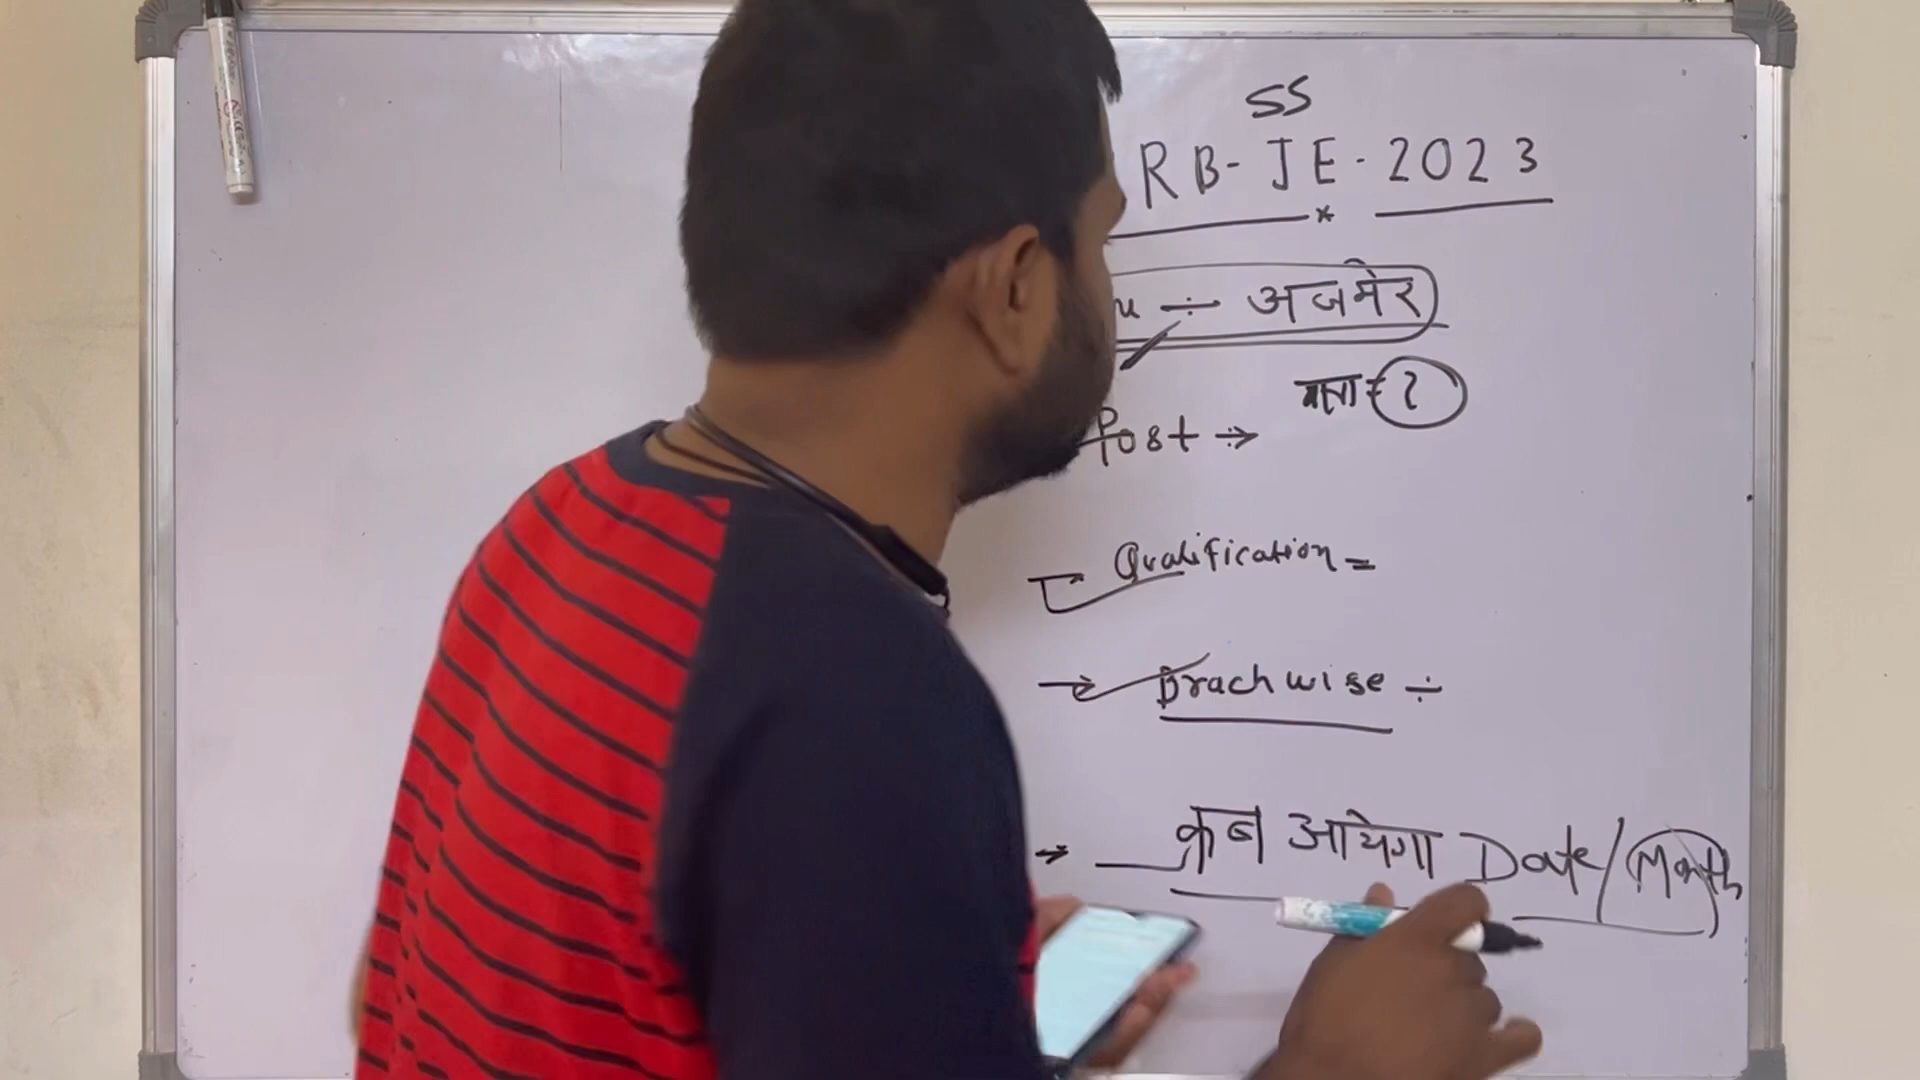 SS
RB-JE-2023
*
÷ अजमेर
?
Post →
Qualification =
→ Brachwise ÷
→ कब आयेगा Date/Month